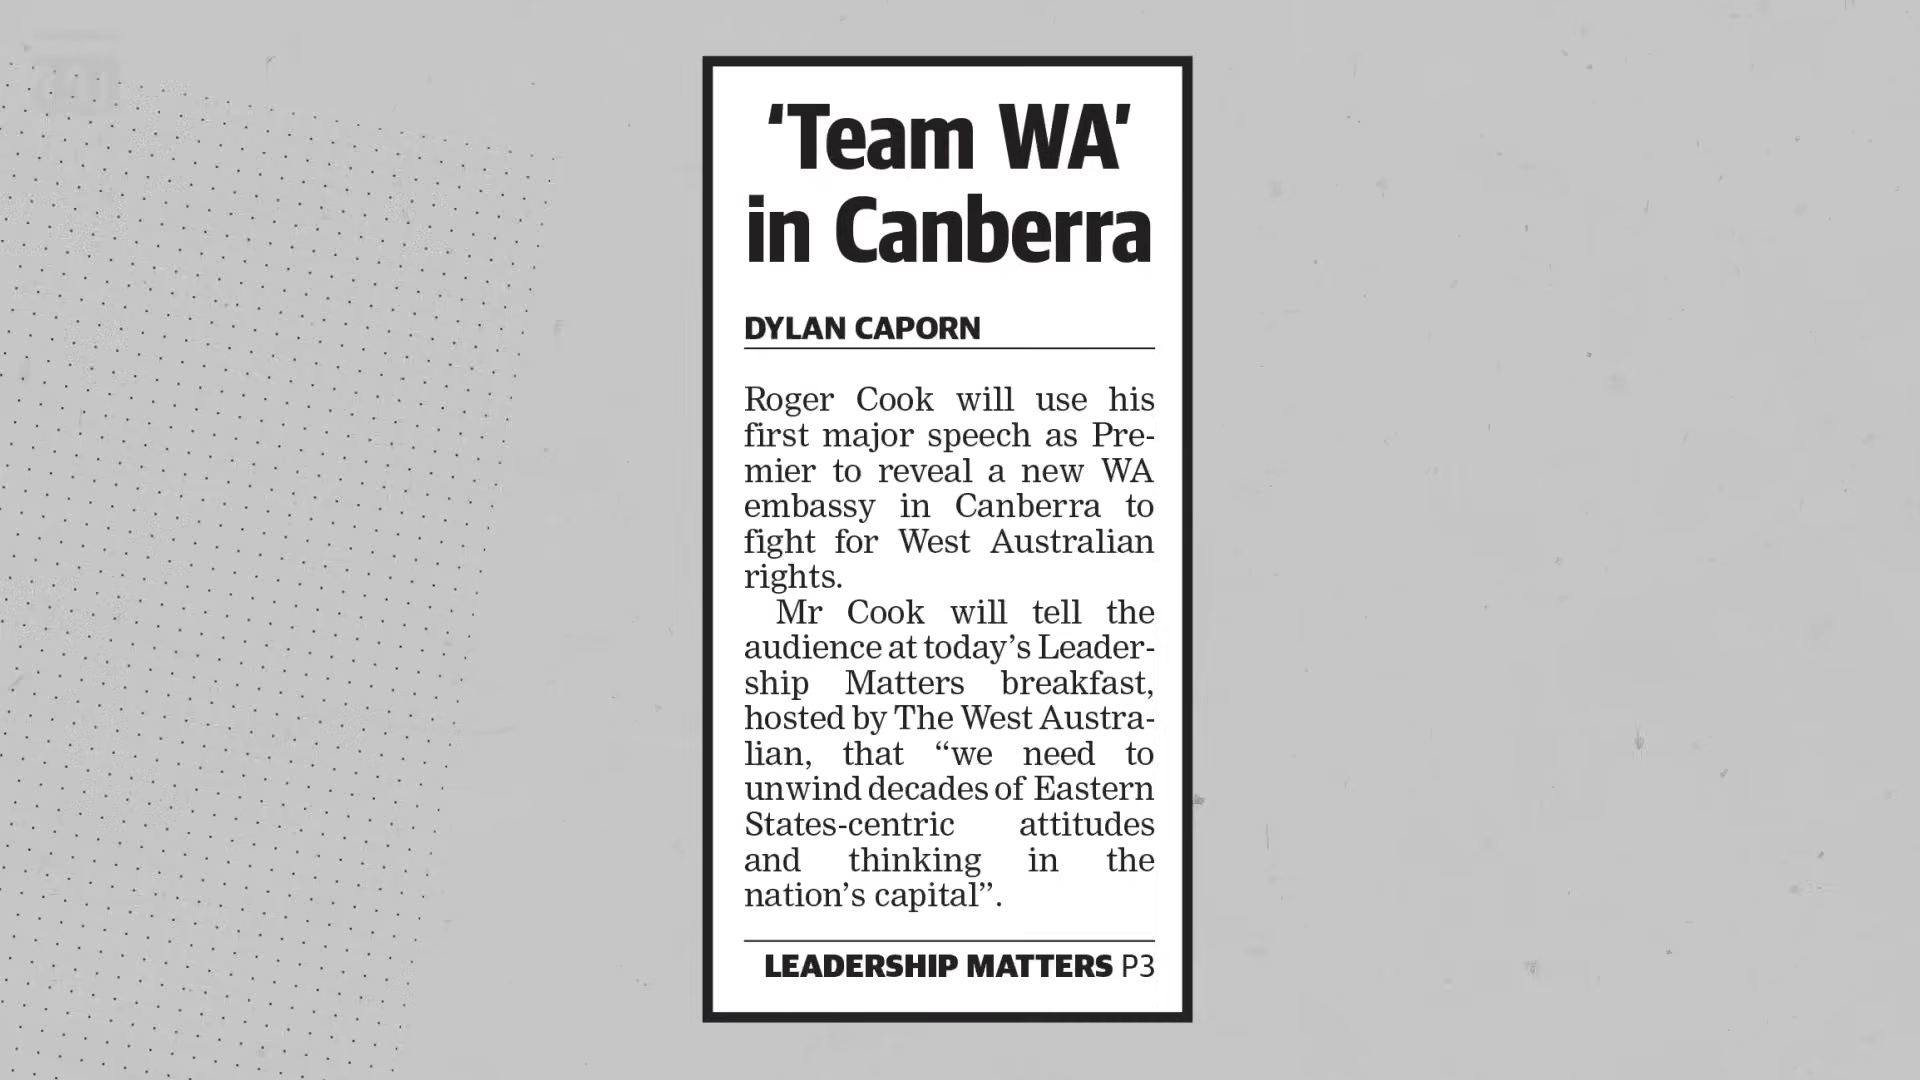 ‘Team WA’
in Canberra
DYLAN CAPORN
Roger Cook will use his
first major speech as Pre-
mier to reveal a new WA
embassy in Canberra to
fight for West Australian
rights.
Mr Cook will tell the
audience at today’s Leader-
ship Matters breakfast,
hosted by The West Austra-
lian, that “we need to
unwind decades of Eastern
States-centric attitudes
and thinking in the
nation’s capital”.
LEADERSHIP MATTERS P3